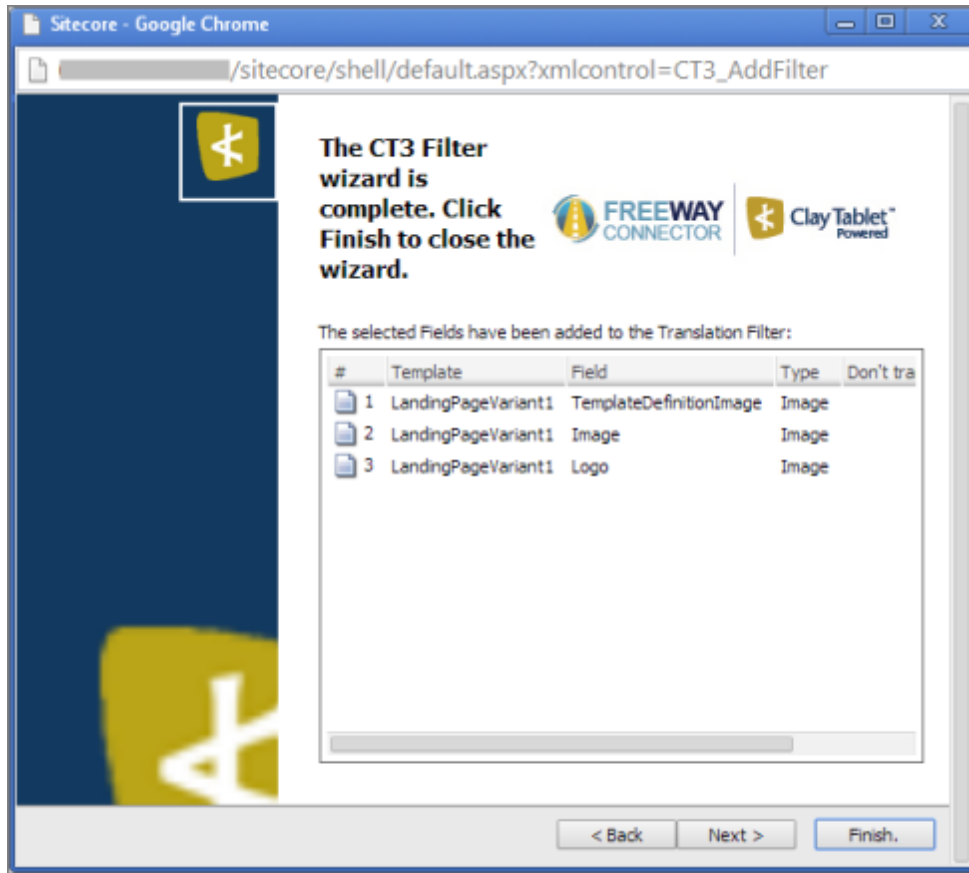 Sitecore - Google Chrome
/sitecore/shell/default.aspx?xmlcontrol=CT3_AddFilter
The CT3 Filter
wizard is
complete. Click
Finish to close the
wizard.
FREEWAY
CONNECTOR
Clay Tablet™
Powered
The selected Fields have been added to the Translation Filter:
# Template Field Type Don't tra
1 LandingPageVariant1 TemplateDefinitionImage Image
2 LandingPageVariant1 Image Image
3 LandingPageVariant1 Logo Image
< Back Next > Finish.